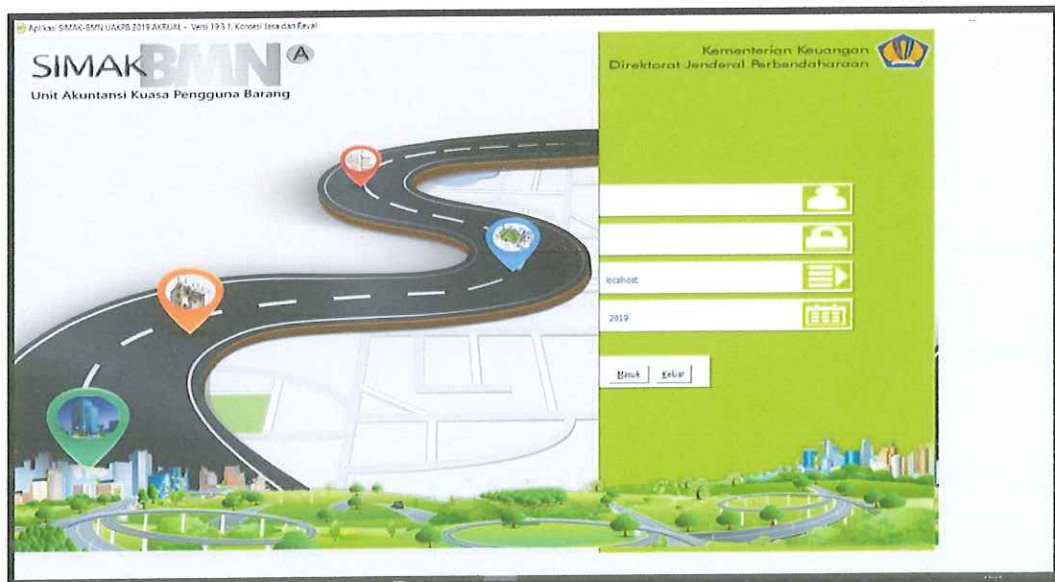 Aplikasi SIMAK-BMN UAKPB 2019 AKRUAL - Versi 19.3.1, Konsesi Jasa dan Reval
SIMAK BMN A
Unit Akuntansi Kuasa Pengguna Barang
Kementerian Keuangan
Direktorat Jenderal Perbendaharaan
localhost
2019
Masuk Keluar